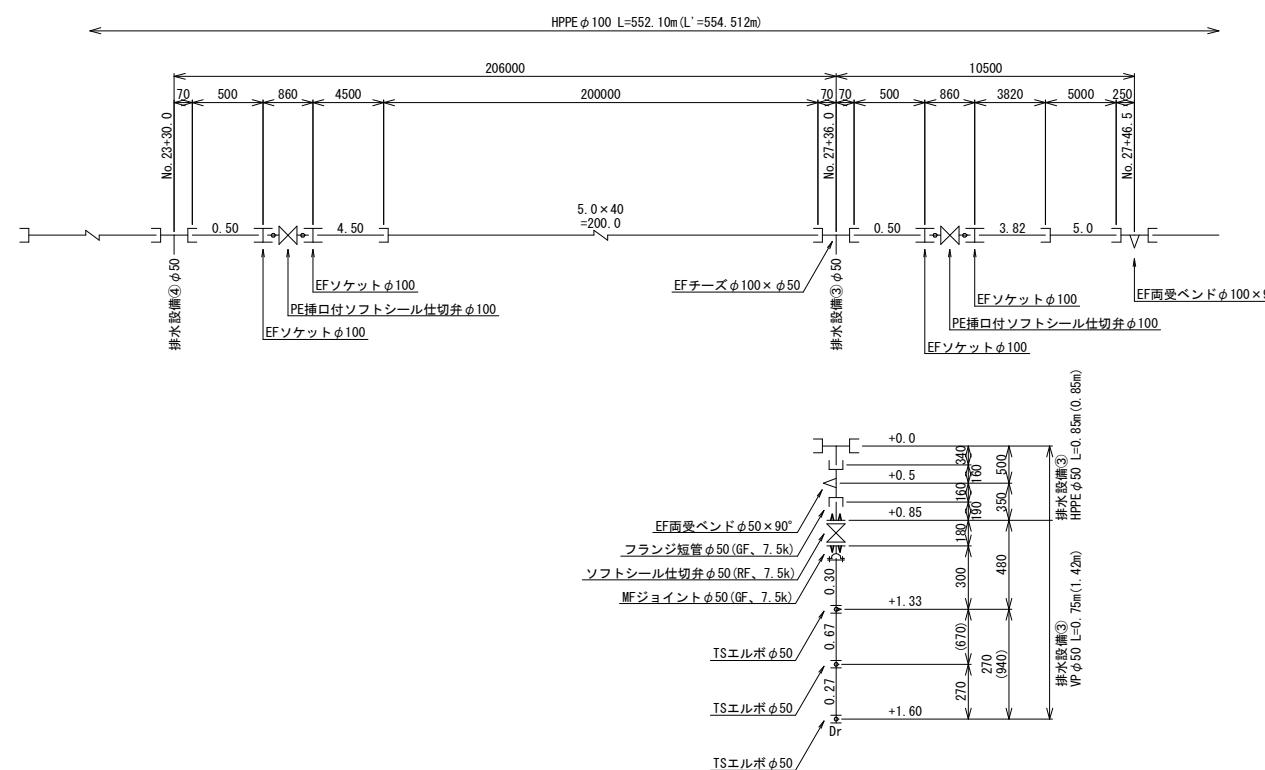 HPPEφ100 L=552.10m(L'=554.512m)
206000
10500
70
500
860
4500
200000
70
70
500
860
3820
5000
250
No.23+30.0
No.27+36.0
No.27+46.5
0.50
4.50
5.0×40
=200.0
0.50
3.82
5.0
排水設備④ φ50
EFソケットφ100
PE挿口付ソフトシール仕切弁φ100
EFソケットφ100
EFチーズφ100×φ50
排水設備③ φ50
EFソケットφ100
PE挿口付ソフトシール仕切弁φ100
EFソケットφ100
EF両受ベンドφ100×9
+0.0
+0.5
+0.85
+1.33
+1.60
340
160
160
190
180
300
(670)
270
500
350
480
270
(940)
排水設備③
HPPEφ50 L=0.85m(0.85m)
排水設備③
VPφ50 L=0.75m(1.42m)
EF両受ベンドφ50×90°
フランジ短管φ50(GF、7.5k)
ソフトシール仕切弁φ50(RF、7.5k)
MFジョイントφ50(GF、7.5k)
0.30
TSエルボφ50
0.67
TSエルボφ50
0.27
Dr
TSエルボφ50